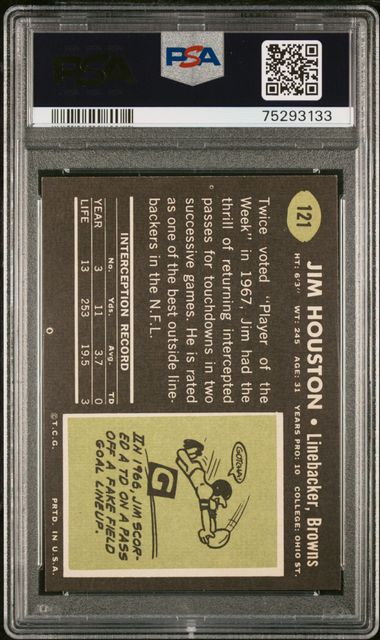 PSA
PSA
75293133
121
JIM HOUSTON • Linebacker, Browns
HT: 6'3" WT: 245 AGE: 31 YEARS PRO: 10 COLLEGE: OHIO ST.
Twice voted "Player of the
Week" in 1967, Jim had the
thrill of returning intercepted
passes for touchdowns in two
successive games. He is rated
as one of the best outside line-
backers in the N.F.L.
INTERCEPTION RECORD
No. Yds. Avg. TD
YEAR 3 11 3.7 0
LIFE 13 253 19.5 3
GOTCHA!
G
IN 1966, JIM SCOR-
ED A TD ON A PASS
OFF A FAKE FIELD
GOAL LINEUP.
© T.C.G. PRTD. IN U.S.A.